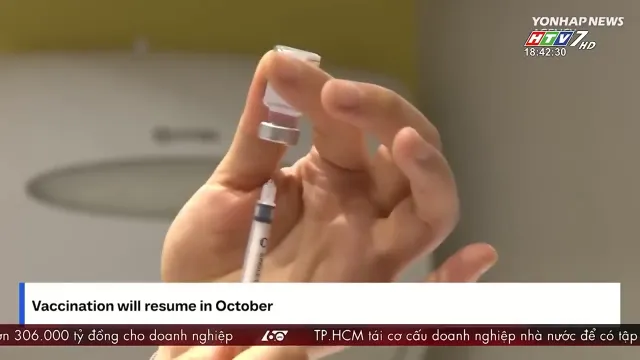 YONHAP NEWS
HTV7 HD
18:42:30
Vaccination will resume in October
306.000 tỷ đồng cho doanh nghiệp
TP.HCM tái cơ cấu doanh nghiệp nhà nước để có tập